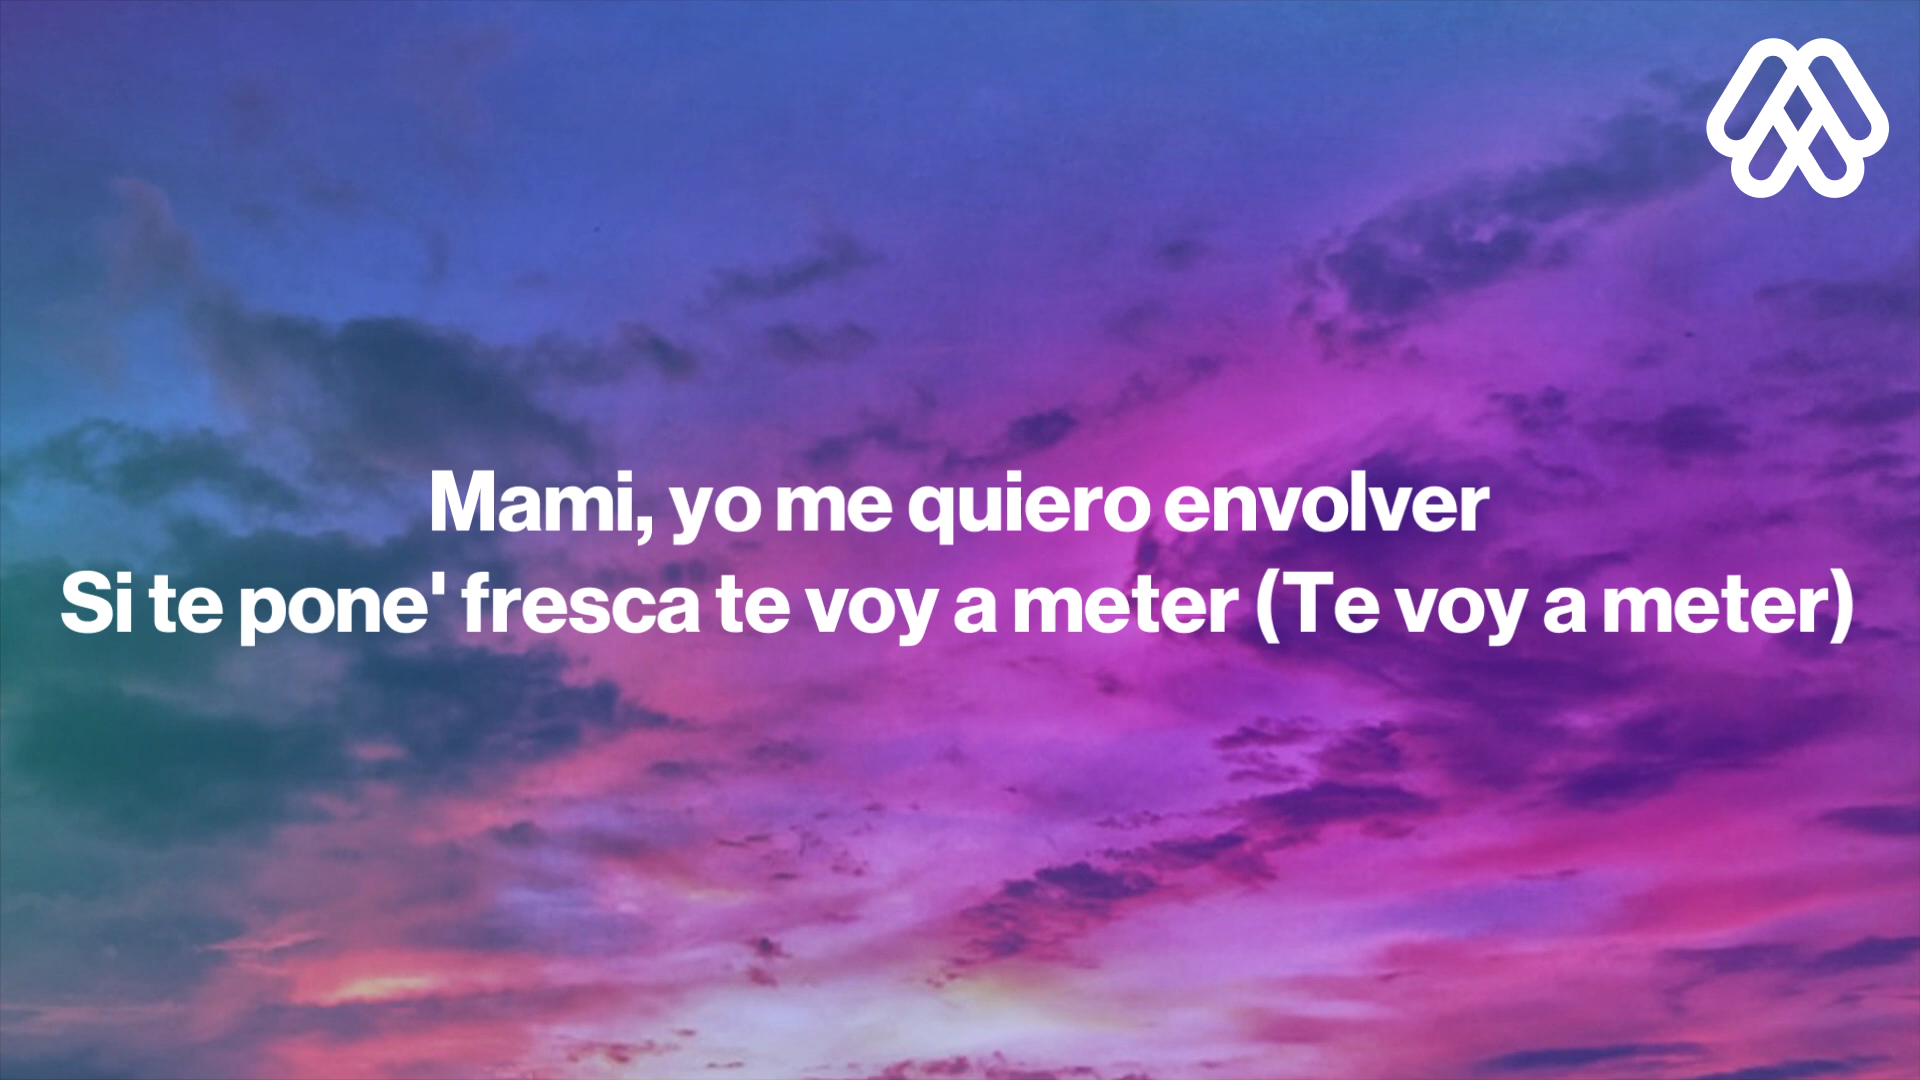 Mami, yo me quiero envolver
Si te pone' fresca te voy a meter (Te voy a meter)